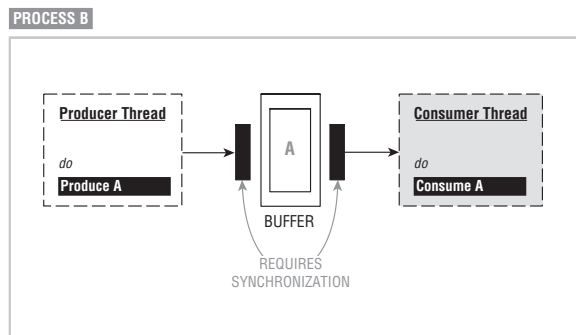 PROCESS B
Producer Thread
do
Produce A
A
BUFFER
REQUIRES
SYNCHRONIZATION
Consumer Thread
do
Consume A